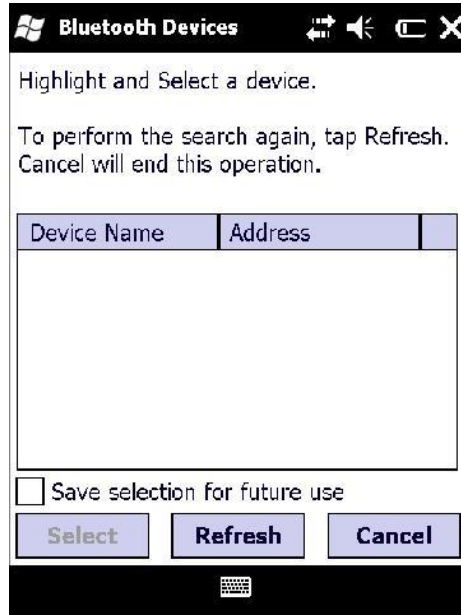 Bluetooth Devices
Highlight and Select a device.
To perform the search again, tap Refresh.
Cancel will end this operation.
Device Name Address
Save selection for future use
Select Refresh Cancel